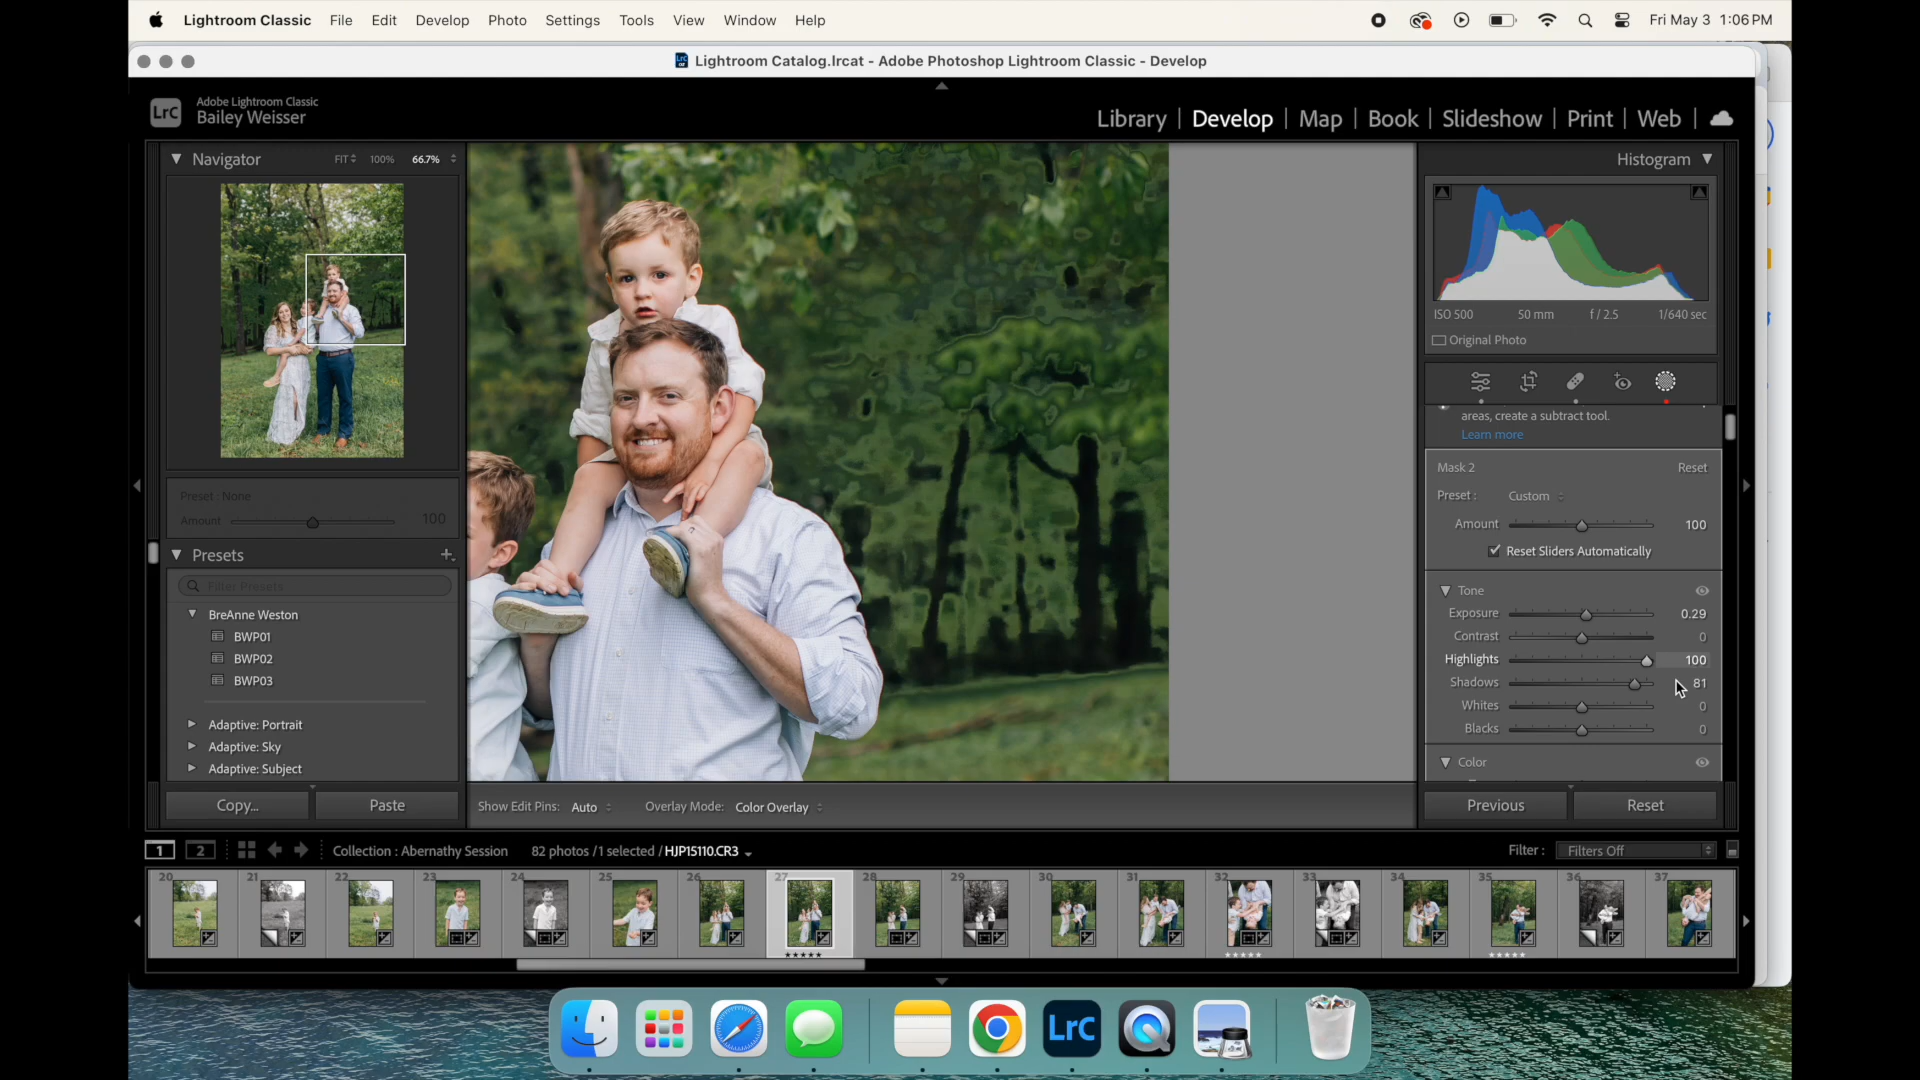 Lightroom Classic File Edit Develop Photo Settings Tools View Window Help Fri May 3 1:06 PM
Lightroom Catalog.lrcat - Adobe Photoshop Lightroom Classic - Develop
LrC
Adobe Lightroom Classic
Bailey Weisser
Library | Develop | Map | Book | Slideshow | Print | Web
Navigator FIT 100% 66.7%
Preset: None
Amount 100
Presets
Filter Presets
BreAnne Weston
BWP01
BWP02
BWP03
Adaptive: Portrait
Adaptive: Sky
Adaptive: Subject
Copy... Paste
Show Edit Pins: Auto Overlay Mode: Color Overlay
Histogram
ISO 500 50 mm f / 2.5 1/640 sec
Original Photo
areas, create a subtract tool.
Learn more
Mask 2 Reset
Preset: Custom
Amount 100
Reset Sliders Automatically
Tone
Exposure 0.29
Contrast 0
Highlights 100
Shadows 81
Whites 0
Blacks 0
Color
Previous Reset
1 2 Collection : Abernathy Session 82 photos / 1 selected / HJP15110.CR3 Filter : Filters Off
20 21 22 23 24 25 26 27 28 29 30 31 32 33 34 35 36 37
LrC